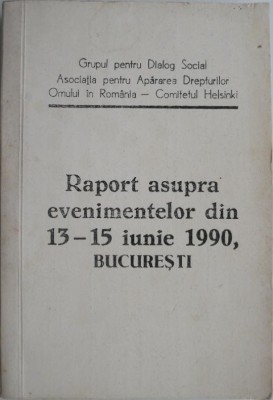 Grupul pentru Dialog Social
Asociația pentru Apărarea Drepturilor
Omului în România — Comitetul Helsinki
Raport asupra
evenimentelor din
13 – 15 iunie 1990,
BUCUREȘTI